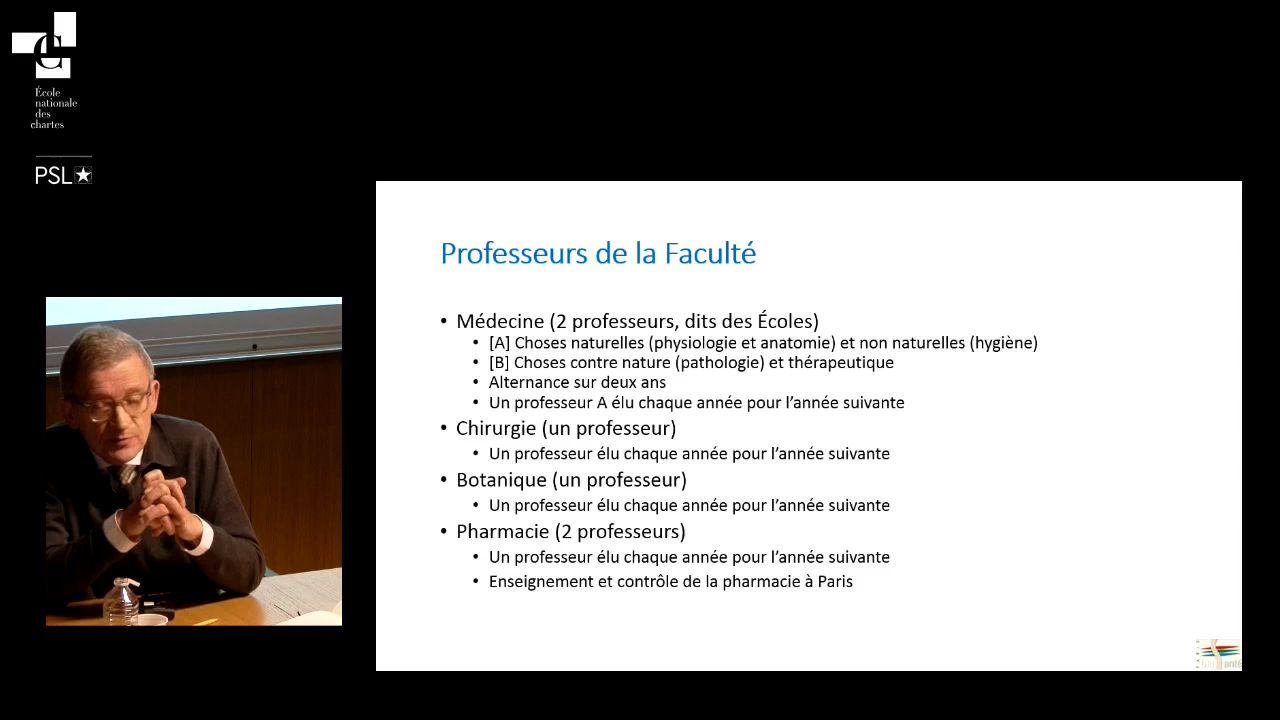 École
nationale
des
chartes
PSL
Professeurs de la Faculté
• Médecine (2 professeurs, dits des Écoles)
• [A] Choses naturelles (physiologie et anatomie) et non naturelles (hygiène)
• [B] Choses contre nature (pathologie) et thérapeutique
• Alternance sur deux ans
• Un professeur A élu chaque année pour l’année suivante
• Chirurgie (un professeur)
• Un professeur élu chaque année pour l’année suivante
• Botanique (un professeur)
• Un professeur élu chaque année pour l’année suivante
• Pharmacie (2 professeurs)
• Un professeur élu chaque année pour l’année suivante
• Enseignement et contrôle de la pharmacie à Paris